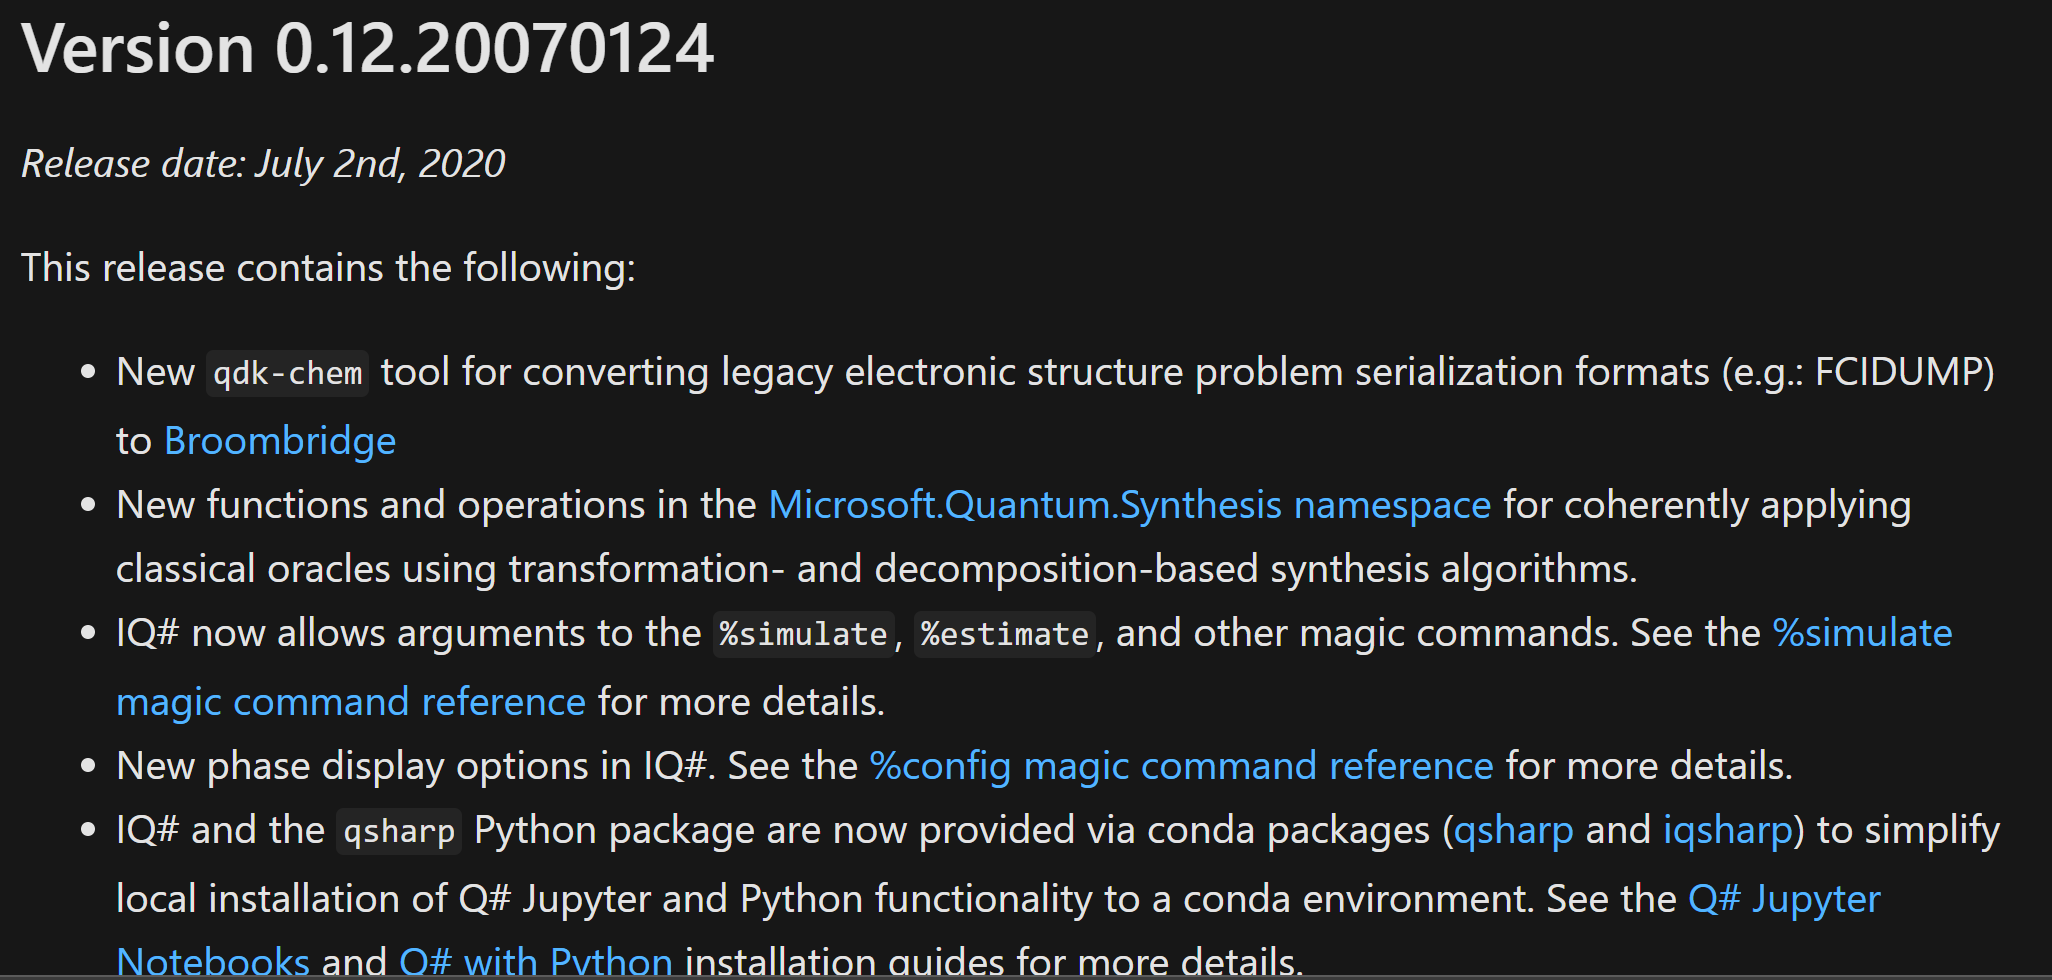 Version 0.12.20070124
Release date: July 2nd, 2020
This release contains the following:
• New qdk-chem tool for converting legacy electronic structure problem serialization formats (e.g.: FCIDUMP)
to Broombridge
• New functions and operations in the Microsoft.Quantum.Synthesis namespace for coherently applying
classical oracles using transformation- and decomposition-based synthesis algorithms.
• IQ# now allows arguments to the %simulate, %estimate, and other magic commands. See the %simulate
magic command reference for more details.
• New phase display options in IQ#. See the %config magic command reference for more details.
• IQ# and the qsharp Python package are now provided via conda packages (qsharp and iqsharp) to simplify
local installation of Q# Jupyter and Python functionality to a conda environment. See the Q# Jupyter
Notebooks and Q# with Python installation guides for more details.